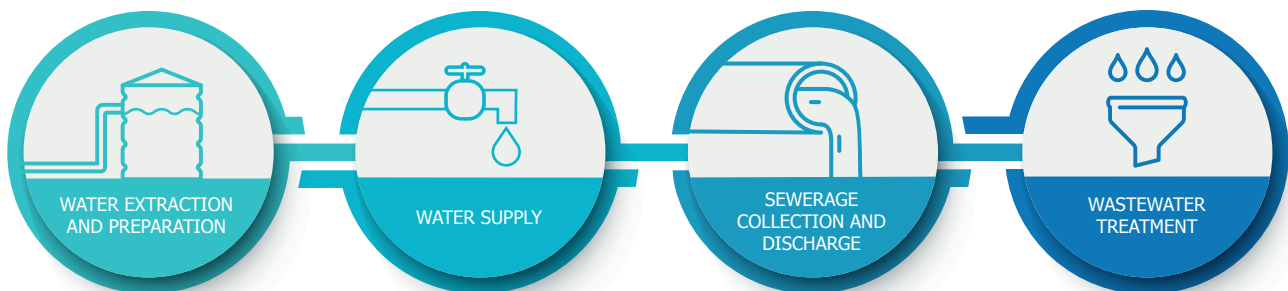 WATER EXTRACTION
AND PREPARATION
WATER SUPPLY
SEWERAGE
COLLECTION AND
DISCHARGE
WASTEWATER
TREATMENT